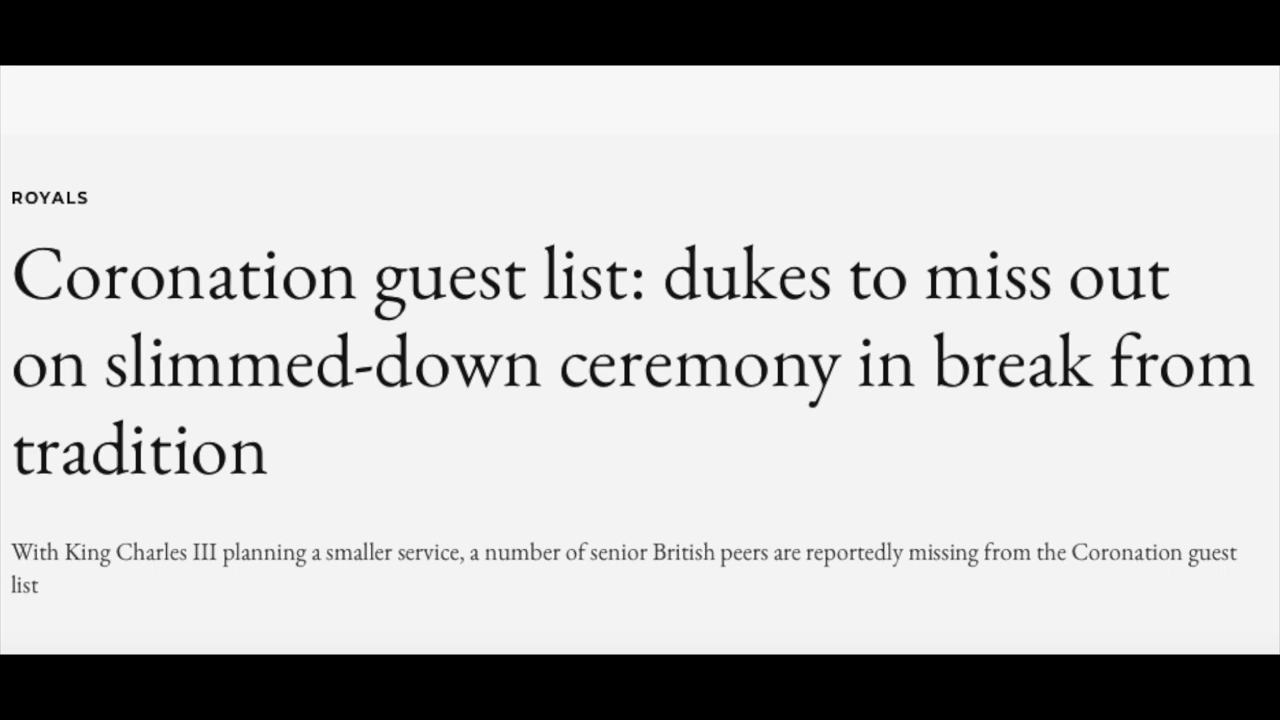 ROYALS
Coronation guest list: dukes to miss out
on slimmed-down ceremony in break from
tradition
With King Charles III planning a smaller service, a number of senior British peers are reportedly missing from the Coronation guest
list